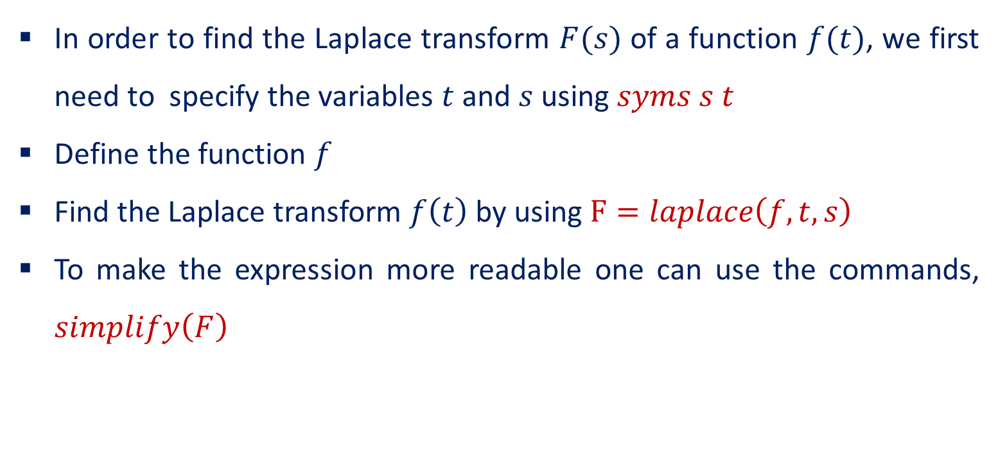 ▪ In order to find the Laplace transform F(s) of a function f(t), we first
need to specify the variables t and s using syms s t
▪ Define the function f
▪ Find the Laplace transform f(t) by using F = laplace(f, t, s)
▪ To make the expression more readable one can use the commands,
simplify(F)